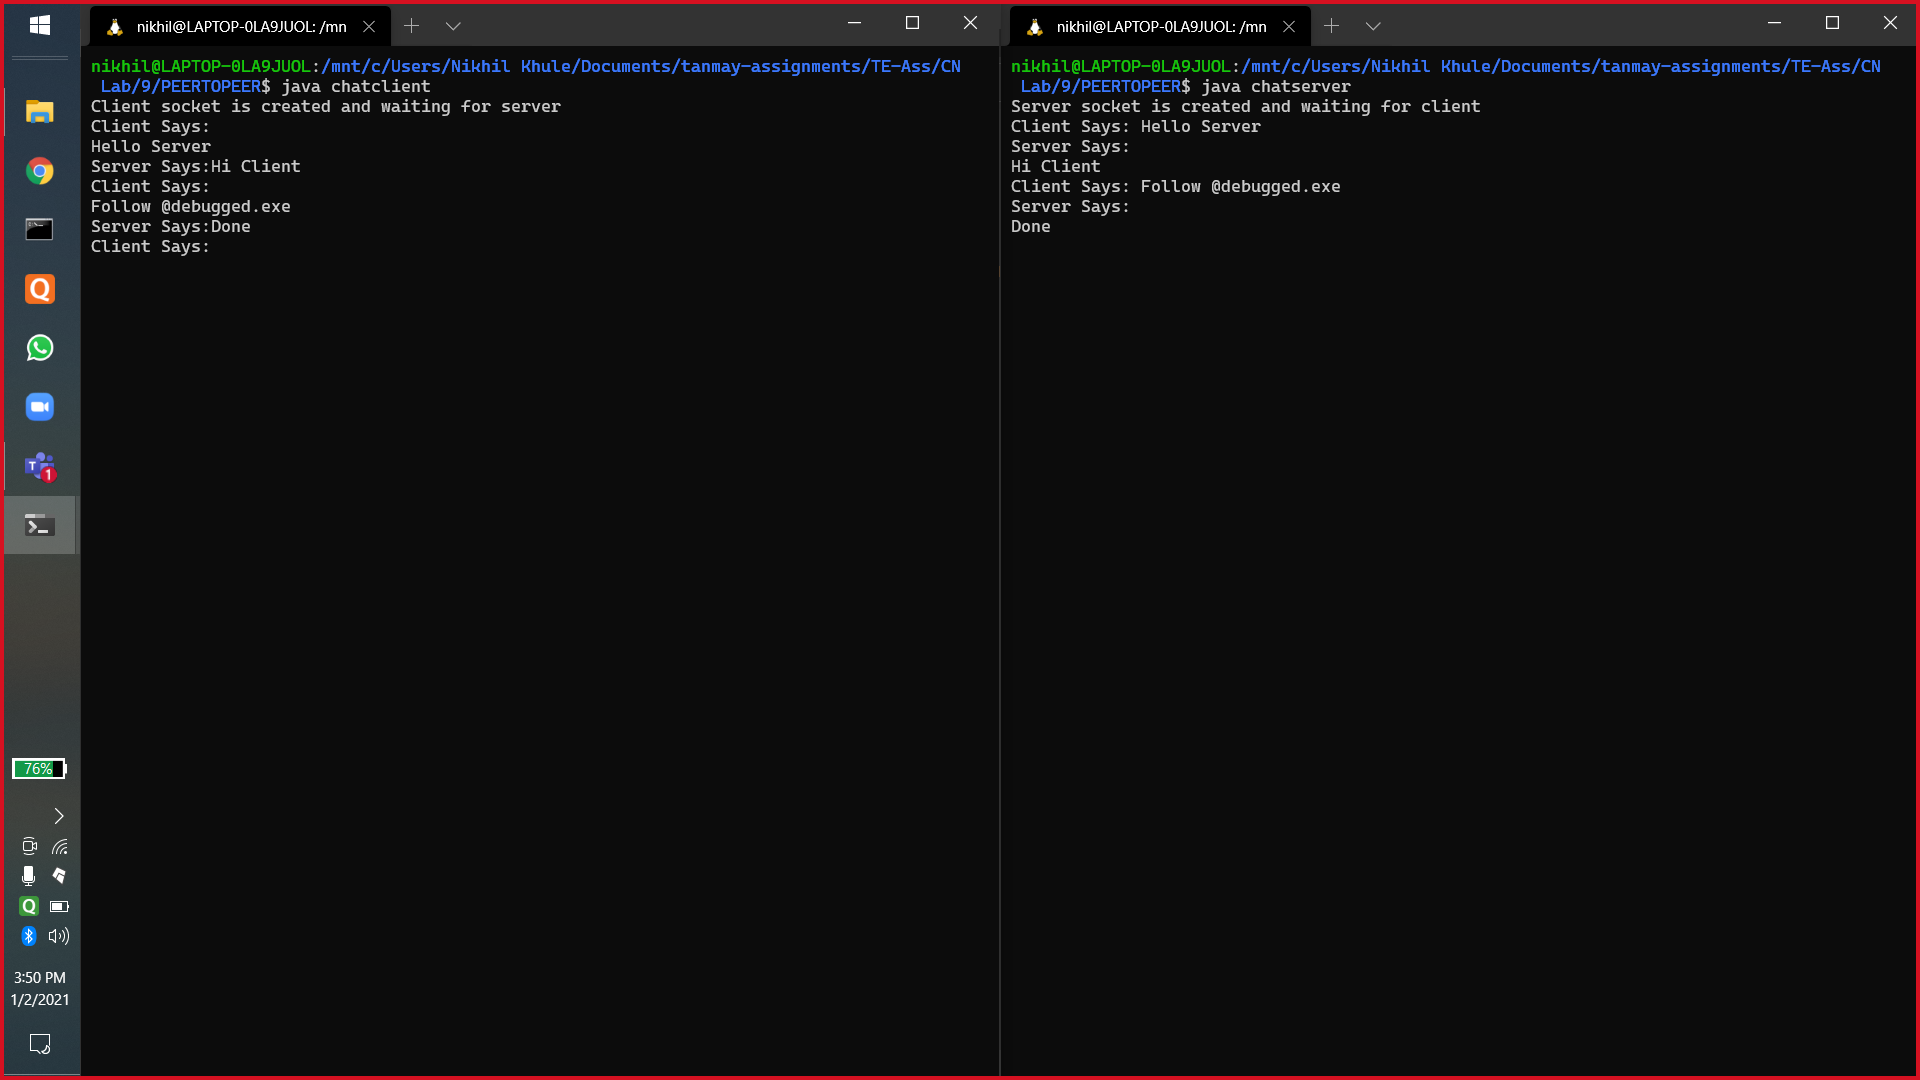 nikhil@LAPTOP-0LA9JUOL: /mn
nikhil@LAPTOP-0LA9JUOL:/mnt/c/Users/Nikhil Khule/Documents/tanmay-assignments/TE-Ass/CN
Lab/9/PEERTOPEER$ java chatclient
Client socket is created and waiting for server
Client Says:
Hello Server
Server Says:Hi Client
Client Says:
Follow @debugged.exe
Server Says:Done
Client Says:
nikhil@LAPTOP-0LA9JUOL: /mn
nikhil@LAPTOP-0LA9JUOL:/mnt/c/Users/Nikhil Khule/Documents/tanmay-assignments/TE-Ass/CN
Lab/9/PEERTOPEER$ java chatserver
Server socket is created and waiting for client
Client Says: Hello Server
Server Says:
Hi Client
Client Says: Follow @debugged.exe
Server Says:
Done
Q
T
1
76%
Q
3:50 PM
1/2/2021